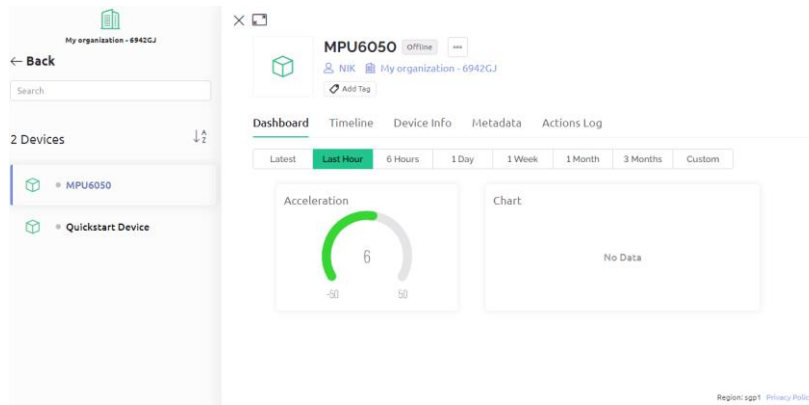 My organization - 6942GJ
← Back
Search
2 Devices
MPU6050
Quickstart Device
MPU6050 Offline
NIK My organization - 6942GJ
Add Tag
Dashboard Timeline Device Info Metadata Actions Log
Latest Last Hour 6 Hours 1 Day 1 Week 1 Month 3 Months Custom
Acceleration
6
-50 50
Chart
No Data
Region: sgp1 Privacy Polic